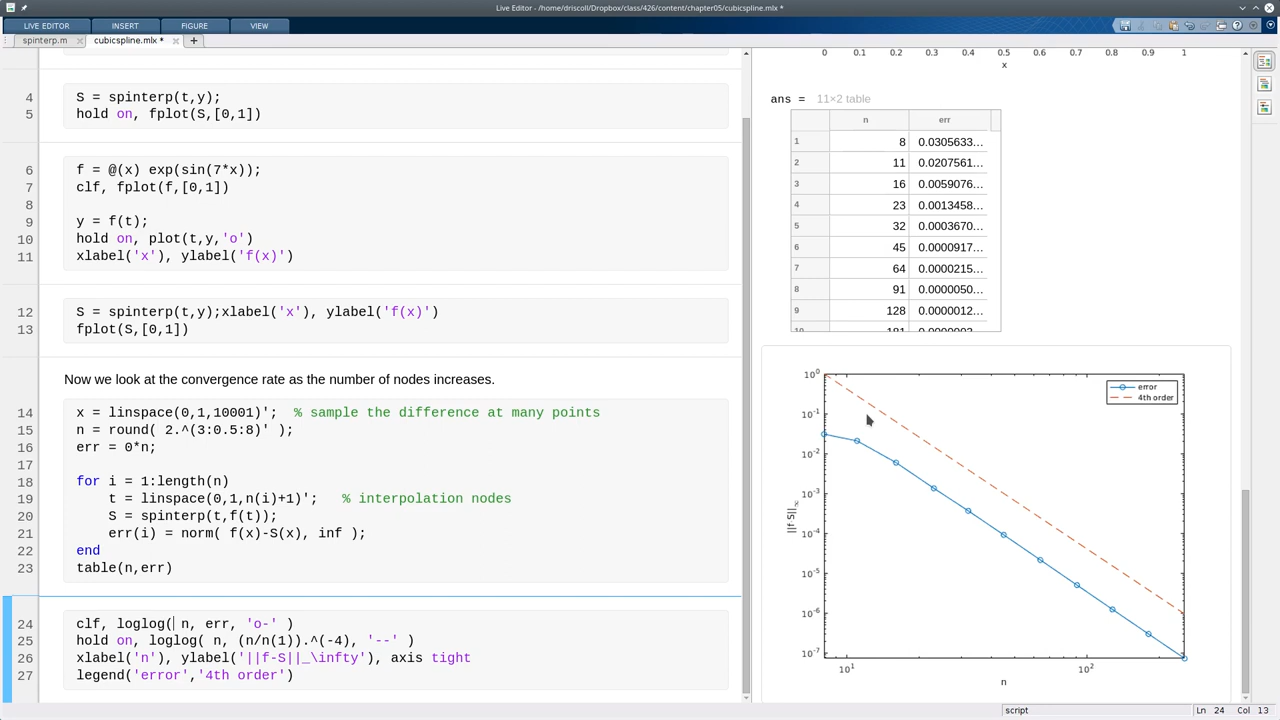 Live Editor - /home/driscoll/Dropbox/class/426/content/chapter05/cubicspline.mlx *
LIVE EDITOR INSERT FIGURE VIEW
spinterp.m cubicspline.mlx *
4 S = spinterp(t,y);
5 hold on, fplot(S,[0,1])
6 f = @(x) exp(sin(7*x));
7 clf, fplot(f,[0,1])
8
9 y = f(t);
10 hold on, plot(t,y,'o')
11 xlabel('x'), ylabel('f(x)')
12 S = spinterp(t,y);xlabel('x'), ylabel('f(x)')
13 fplot(S,[0,1])
Now we look at the convergence rate as the number of nodes increases.
14 x = linspace(0,1,10001)'; % sample the difference at many points
15 n = round( 2.^(3:0.5:8)' );
16 err = 0*n;
17
18 for i = 1:length(n)
19 t = linspace(0,1,n(i)+1)'; % interpolation nodes
20 S = spinterp(t,f(t));
21 err(i) = norm( f(x)-S(x), inf );
22 end
23 table(n,err)
24 clf, loglog( n, err, 'o-' )
25 hold on, loglog( n, (n/n(1)).^(-4), '--' )
26 xlabel('n'), ylabel('||f-S||_\infty'), axis tight
27 legend('error','4th order')
0 0.1 0.2 0.3 0.4 0.5 0.6 0.7 0.8 0.9 1
x
ans = 11×2 table
n err
1 8 0.0305633...
2 11 0.0207561...
3 16 0.0059076...
4 23 0.0013458...
5 32 0.0003670...
6 45 0.0000917...
7 64 0.0000215...
8 91 0.0000050...
9 128 0.0000012...
10 181 0.0000003...
error
4th order
10^0
10^-1
10^-2
10^-3
10^-4
10^-5
10^-6
10^-7
||f-S||_∞
10^1 10^2
n
script Ln 24 Col 13